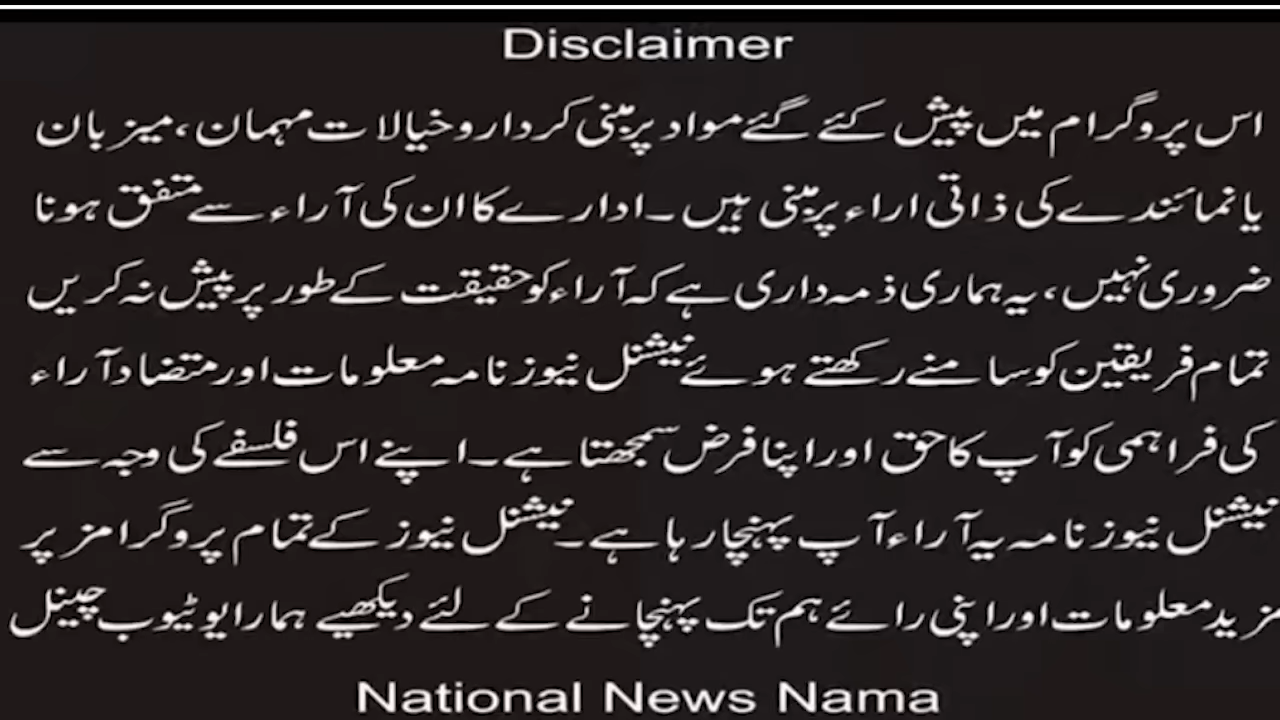 Disclaimer
اس پروگرام میں پیش کئے گئے مواد پر مبنی کردار و خیالات مہمان، میزبان
یا نمائندے کی ذاتی اراء پر مبنی ہیں۔ ادارے کا ان کی آراء سے متفق ہونا
ضروری نہیں، یہ ہماری ذمہ داری ہے کہ آراء کو حقیقت کے طور پر پیش نہ کریں
تمام فریقین کو سامنے رکھتے ہوئے نیشنل نیوز نامہ معلومات اور متضاد آراء
کی فراہمی کو آپ کا حق اور اپنا فرض سمجھتا ہے۔ اپنے اس فلسفے کی وجہ سے
نیشنل نیوز نامہ یہ آراء آپ پہنچا رہا ہے۔ نیشنل نیوز کے تمام پروگرامز پر
مزید معلومات اور اپنی رائے ہم تک پہنچانے کے لئے دیکھیے ہمارا یوٹیوب چینل
National News Nama